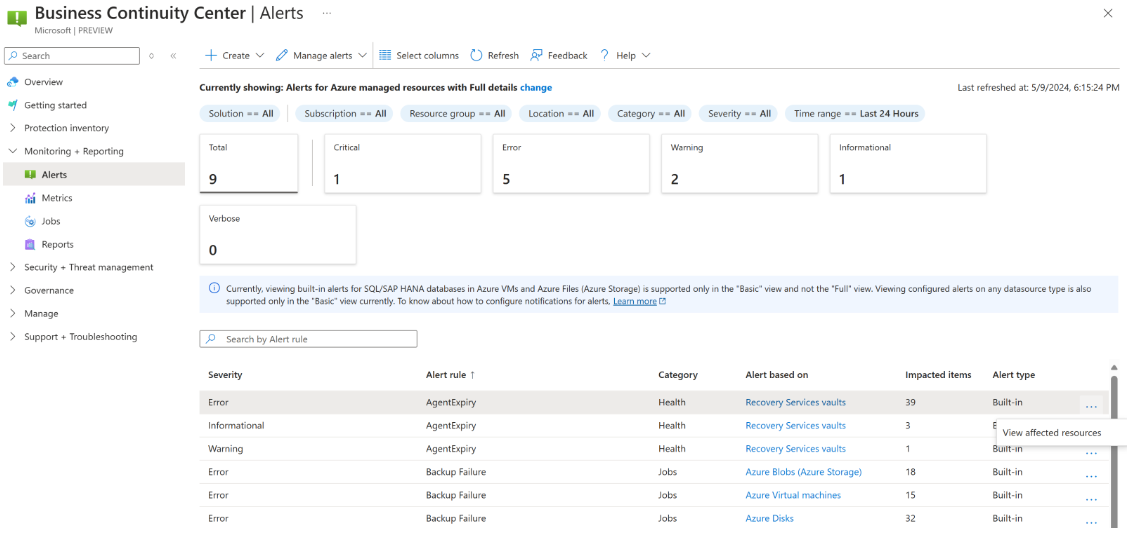 Business Continuity Center | Alerts ...
Microsoft | PREVIEW
Search
Overview
Getting started
Protection inventory
Monitoring + Reporting
Alerts
Metrics
Jobs
Reports
Security + Threat management
Governance
Manage
Support + Troubleshooting
Create Manage alerts Select columns Refresh Feedback ? Help
Currently showing: Alerts for Azure managed resources with Full details change Last refreshed at: 5/9/2024, 6:15:24 PM
Solution == All Subscription == All Resource group == All Location == All Category == All Severity == All Time range == Last 24 Hours
Total Critical Error Warning Informational
9 1 5 2 1
Verbose
0
Currently, viewing built-in alerts for SQL/SAP HANA databases in Azure VMs and Azure Files (Azure Storage) is supported only in the "Basic" view and not the "Full" view. Viewing configured alerts on any datasource type is also
supported only in the "Basic" view currently. To know about how to configure notifications for alerts, Learn more
Search by Alert rule
Severity Alert rule ↑ Category Alert based on Impacted items Alert type
Error AgentExpiry Health Recovery Services vaults 39 Built-in ...
Informational AgentExpiry Health Recovery Services vaults 3
View affected resources
Warning AgentExpiry Health Recovery Services vaults 1 Built-in ...
Error Backup Failure Jobs Azure Blobs (Azure Storage) 18 Built-in ...
Error Backup Failure Jobs Azure Virtual machines 15 Built-in ...
Error Backup Failure Jobs Azure Disks 32 Built-in ...